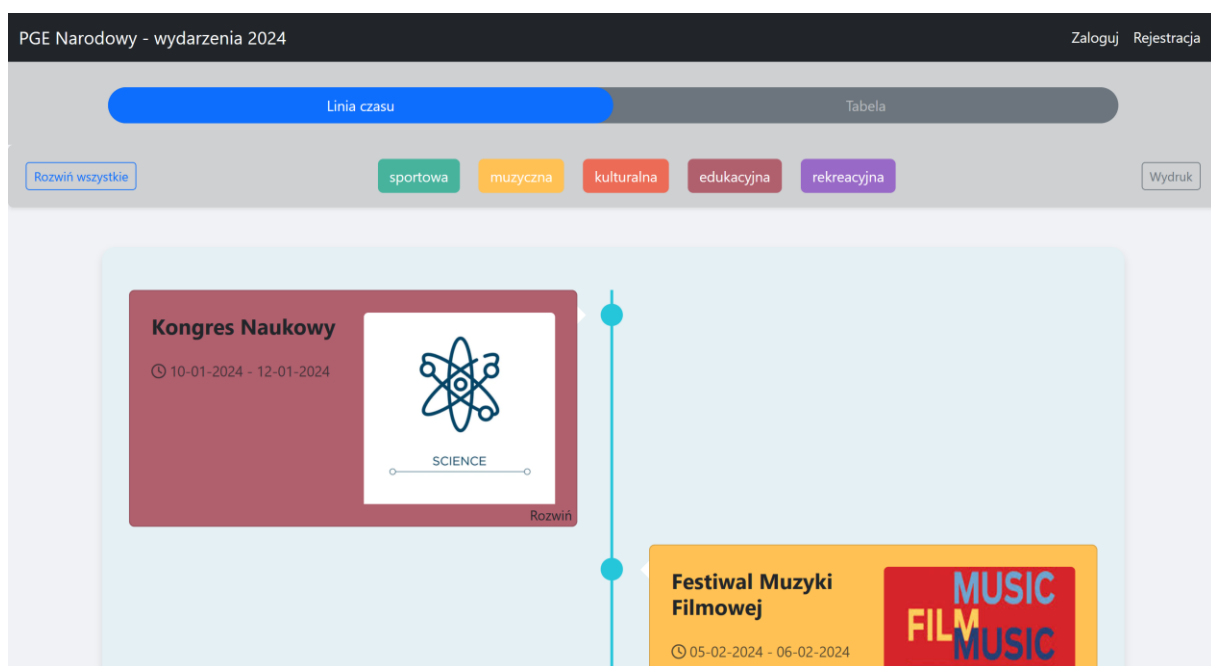 PGE Narodowy - wydarzenia 2024
Zaloguj Rejestracja
Linia czasu
Tabela
Rozwiń wszystkie
sportowa
muzyczna
kulturalna
edukacyjna
rekreacyjna
Wydruk
Kongres Naukowy
10-01-2024 - 12-01-2024
SCIENCE
Rozwiń
Festiwal Muzyki
Filmowej
05-02-2024 - 06-02-2024
MUSIC
FILM
MUSIC